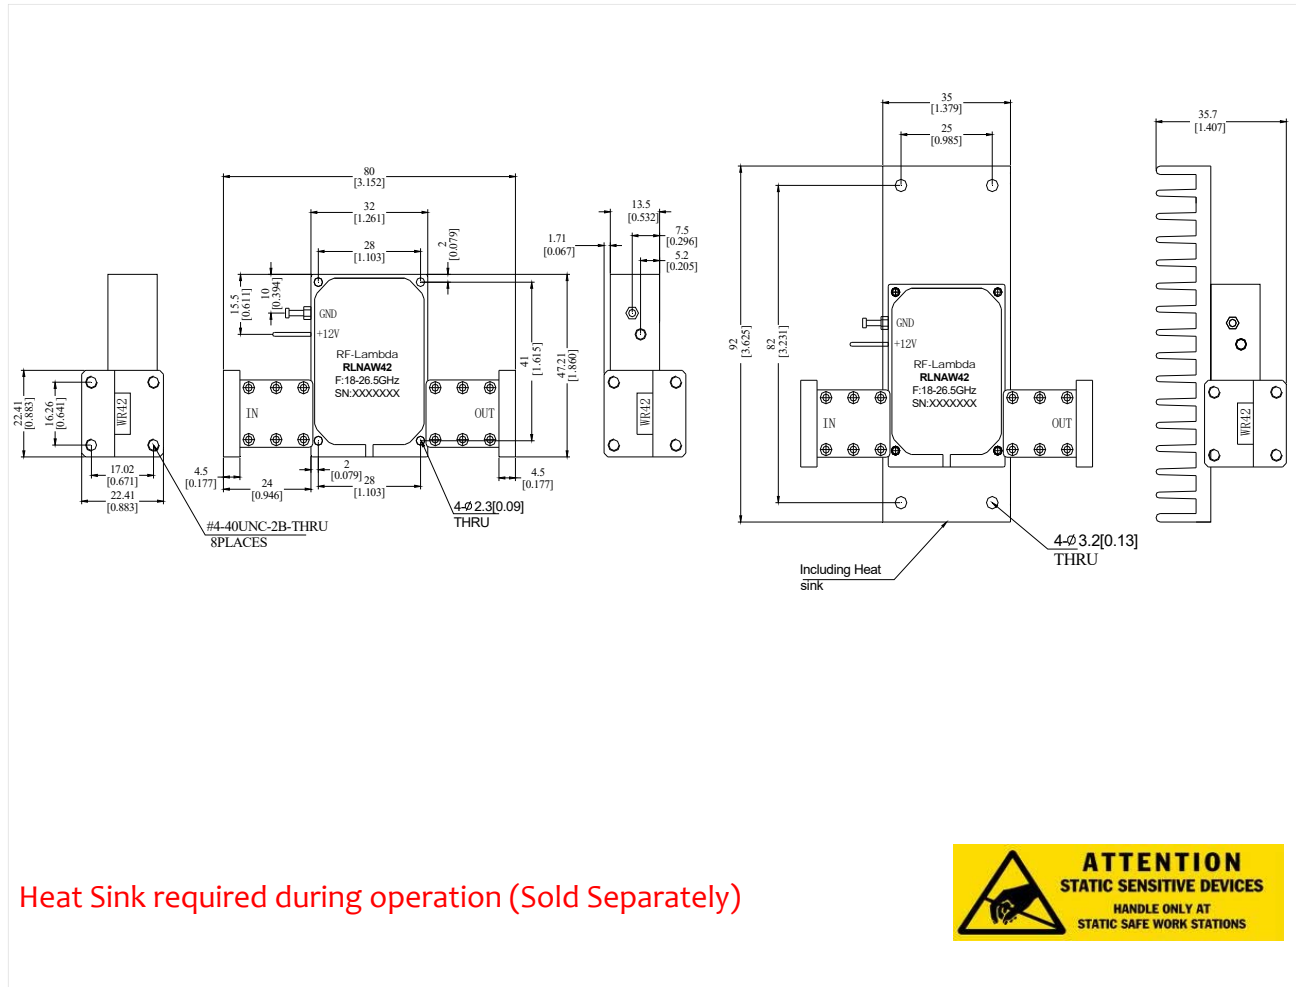 80
[3.152]
32
[1.261]
28
[1.103]
2
[0.079]
10
[0.394]
15.5
[0.611]
GND
+12V
RF-Lambda
RLNAW42
F:18-26.5GHz
SN:XXXXXXX
IN
OUT
41
[1.615]
47.21
[1.860]
22.41
[0.883]
16.26
[0.641]
WR42
17.02
[0.671]
22.41
[0.883]
#4-40UNC-2B-THRU
8PLACES
4.5
[0.177]
24
[0.946]
2
[0.079]
28
[1.103]
4.5
[0.177]
4-Ø2.3[0.09]
THRU
13.5
[0.532]
1.71
[0.067]
7.5
[0.296]
5.2
[0.205]
WR42
35
[1.379]
25
[0.985]
92
[3.625]
82
[3.231]
GND
+12V
RF-Lambda
RLNAW42
F:18-26.5GHz
SN:XXXXXXX
IN
OUT
4-Ø3.2[0.13]
THRU
Including Heat
sink
35.7
[1.407]
WR42
Heat Sink required during operation (Sold Separately)
ATTENTION
STATIC SENSITIVE DEVICES
HANDLE ONLY AT
STATIC SAFE WORK STATIONS